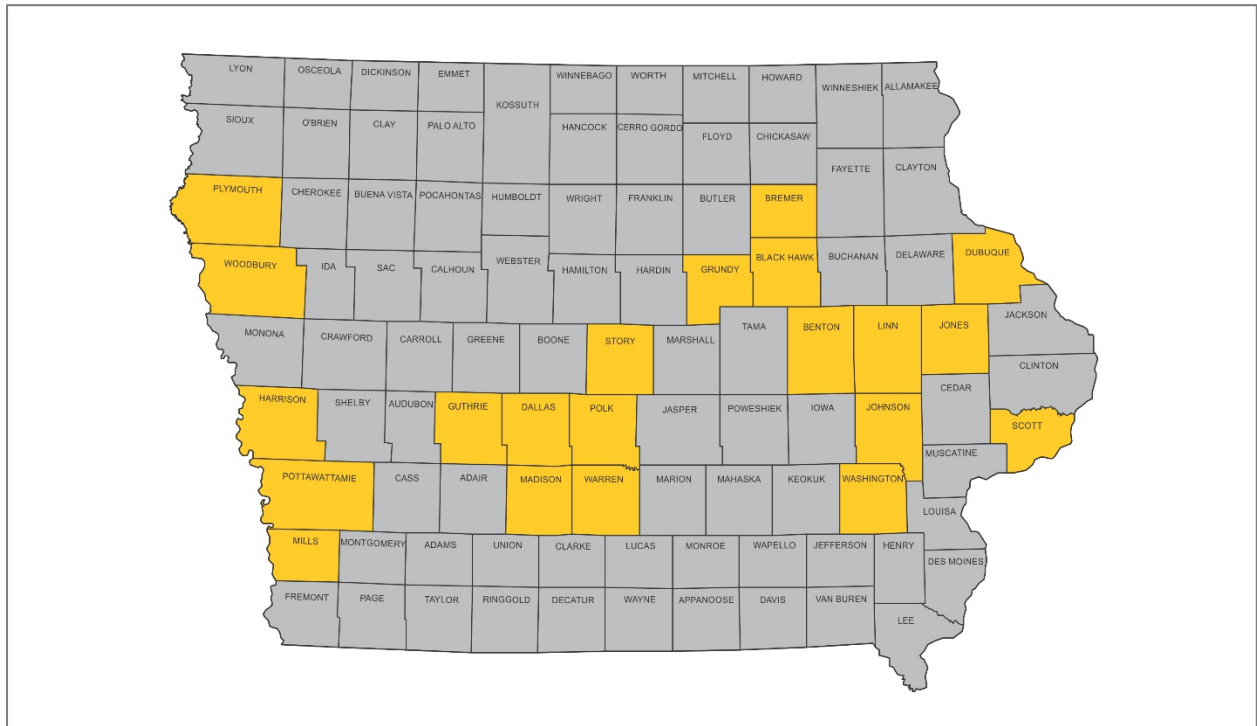 LYON
OSCEOLA
DICKINSON
EMMET
KOSSUTH
WINNEBAGO
WORTH
MITCHELL
HOWARD
WINNESHIEK
ALLAMAKEE
SIOUX
O'BRIEN
CLAY
PALO ALTO
HANCOCK
CERRO GORDO
FLOYD
CHICKASAW
FAYETTE
CLAYTON
PLYMOUTH
CHEROKEE
BUENA VISTA
POCAHONTAS
HUMBOLDT
WRIGHT
FRANKLIN
BUTLER
BREMER
WOODBURY
IDA
SAC
CALHOUN
WEBSTER
HAMILTON
HARDIN
GRUNDY
BLACK HAWK
BUCHANAN
DELAWARE
DUBUQUE
MONONA
CRAWFORD
CARROLL
GREENE
BOONE
STORY
MARSHALL
TAMA
BENTON
LINN
JONES
JACKSON
CLINTON
CEDAR
HARRISON
SHELBY
AUDUBON
GUTHRIE
DALLAS
POLK
JASPER
POWESHIEK
IOWA
JOHNSON
SCOTT
MUSCATINE
POTTAWATTAMIE
CASS
ADAIR
MADISON
WARREN
MARION
MAHASKA
KEOKUK
WASHINGTON
LOUISA
MILLS
MONTGOMERY
ADAMS
UNION
CLARKE
LUCAS
MONROE
WAPELLO
JEFFERSON
HENRY
DES MOINES
FREMONT
PAGE
TAYLOR
RINGGOLD
DECATUR
WAYNE
APPANOOSE
DAVIS
VAN BUREN
LEE